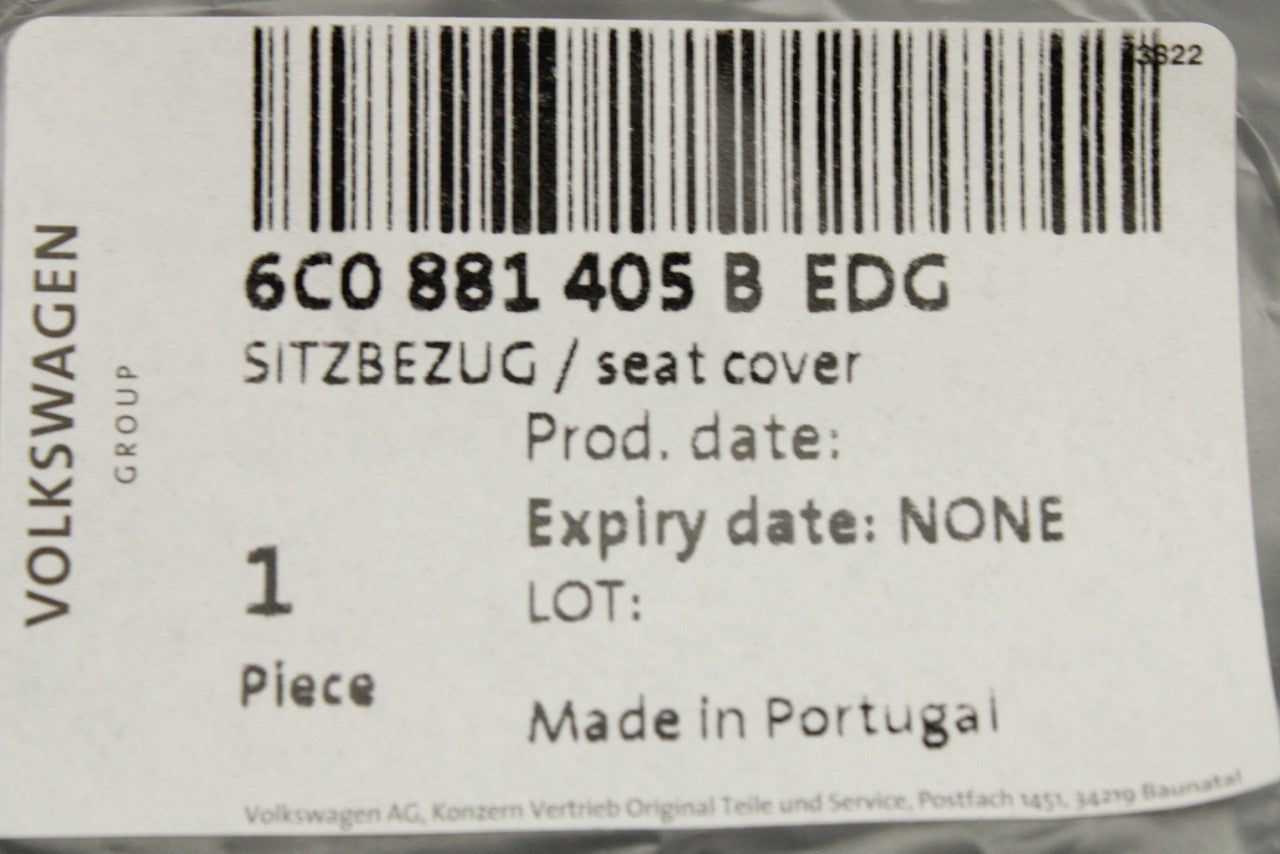 3622
6C0 881 405 B EDG
SITZBEZUG / seat cover
Prod. date:
Expiry date: NONE
LOT:
1
Piece
Made in Portugal
Volkswagen AG, Konzern Vertrieb Original Teile und Service, Postfach 1451, 34219 Baunatal
VOLKSWAGEN
GROUP